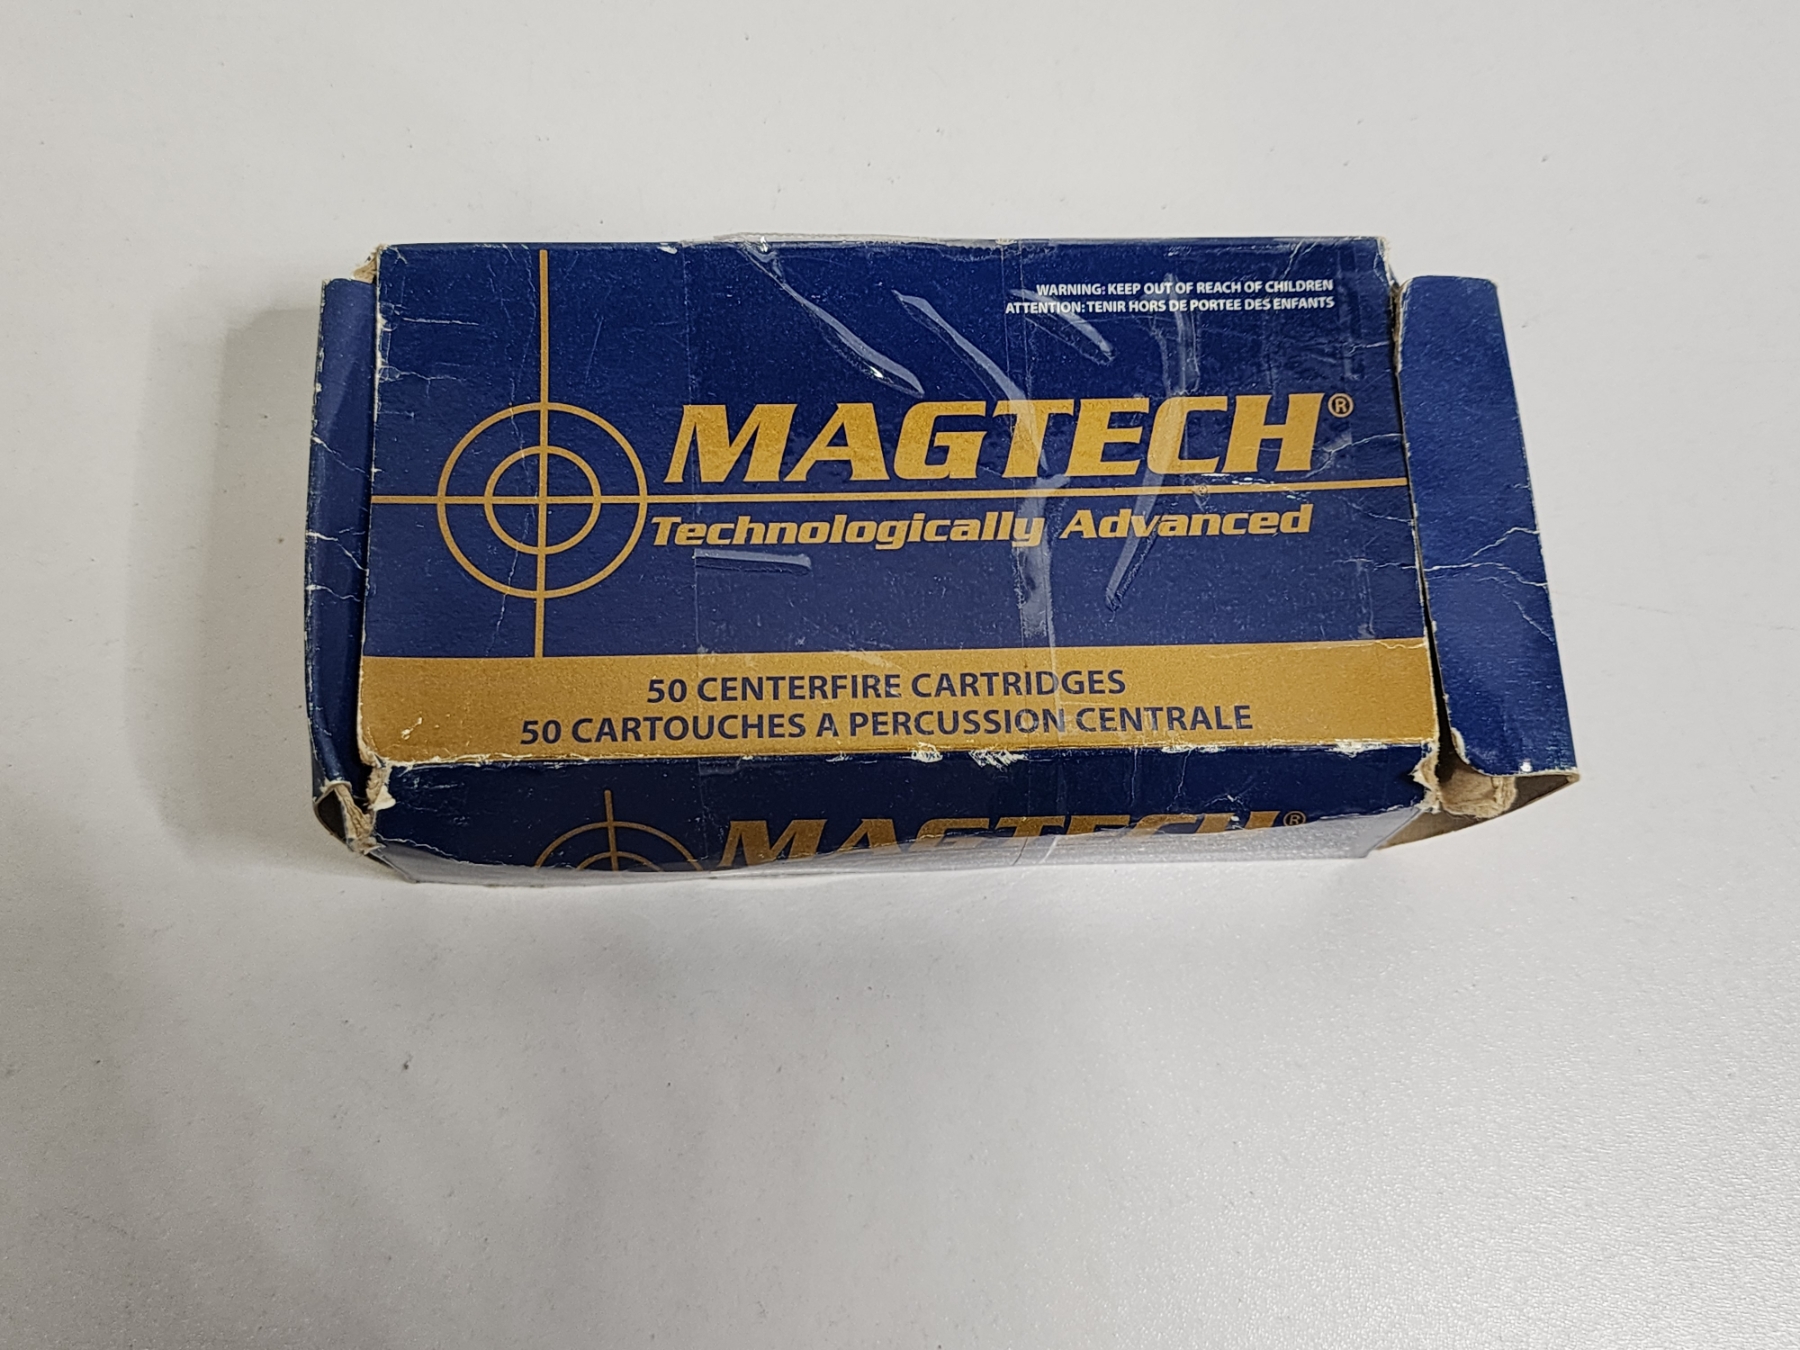 WARNING: KEEP OUT OF REACH OF CHILDREN
ATTENTION: TENIR HORS DE PORTEE DES ENFANTS
MAGTECH®
Technologically Advanced
50 CENTERFIRE CARTRIDGES
50 CARTOUCHES A PERCUSSION CENTRALE
MAGTECH®